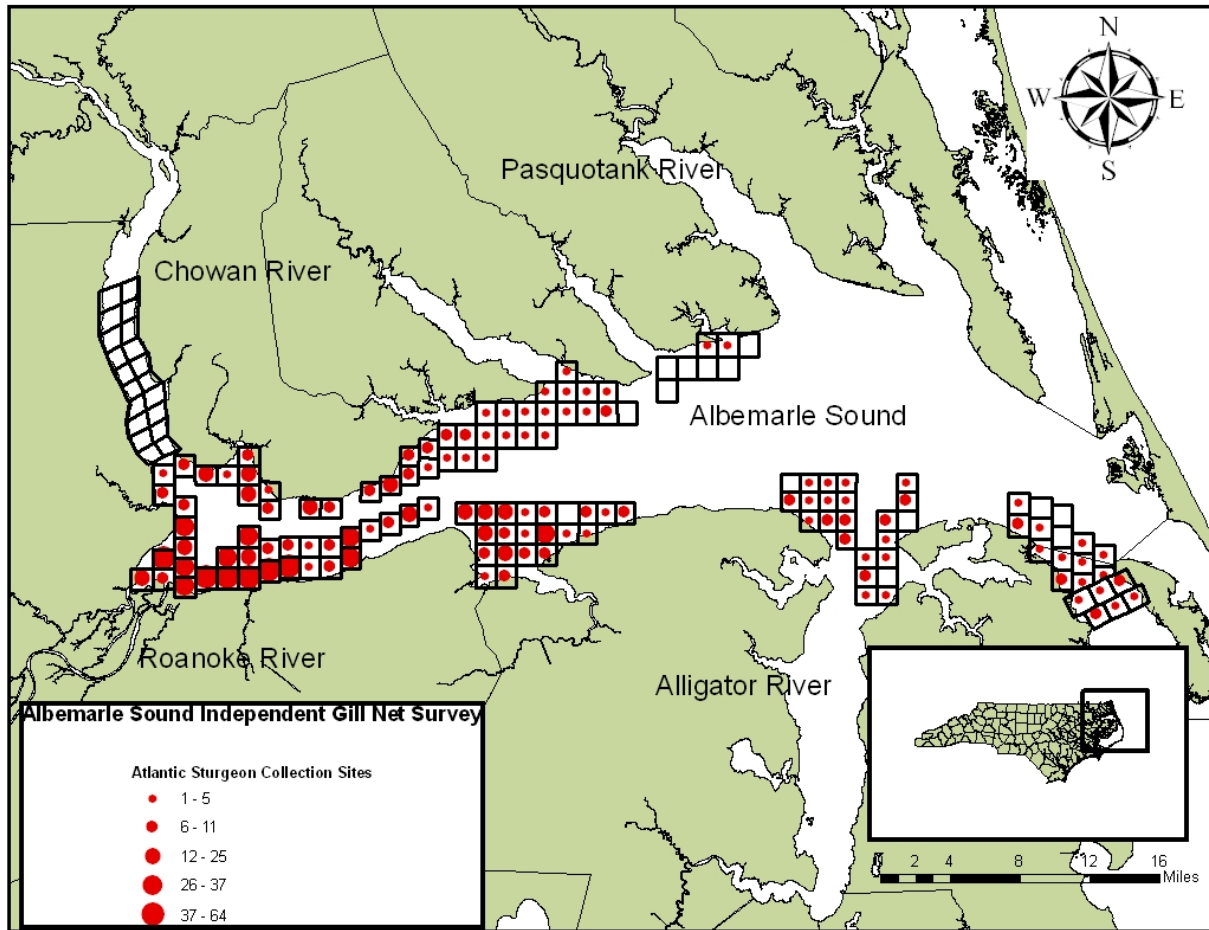 N
W E
S
Pasquotank River
Chowan River
Albemarle Sound
Roanoke River
Alligator River
Albemarle Sound Independent Gill Net Survey
Atlantic Sturgeon Collection Sites
1 - 5
6 - 11
12 - 25
26 - 37
37 - 64
0 2 4 8 12 16
Miles